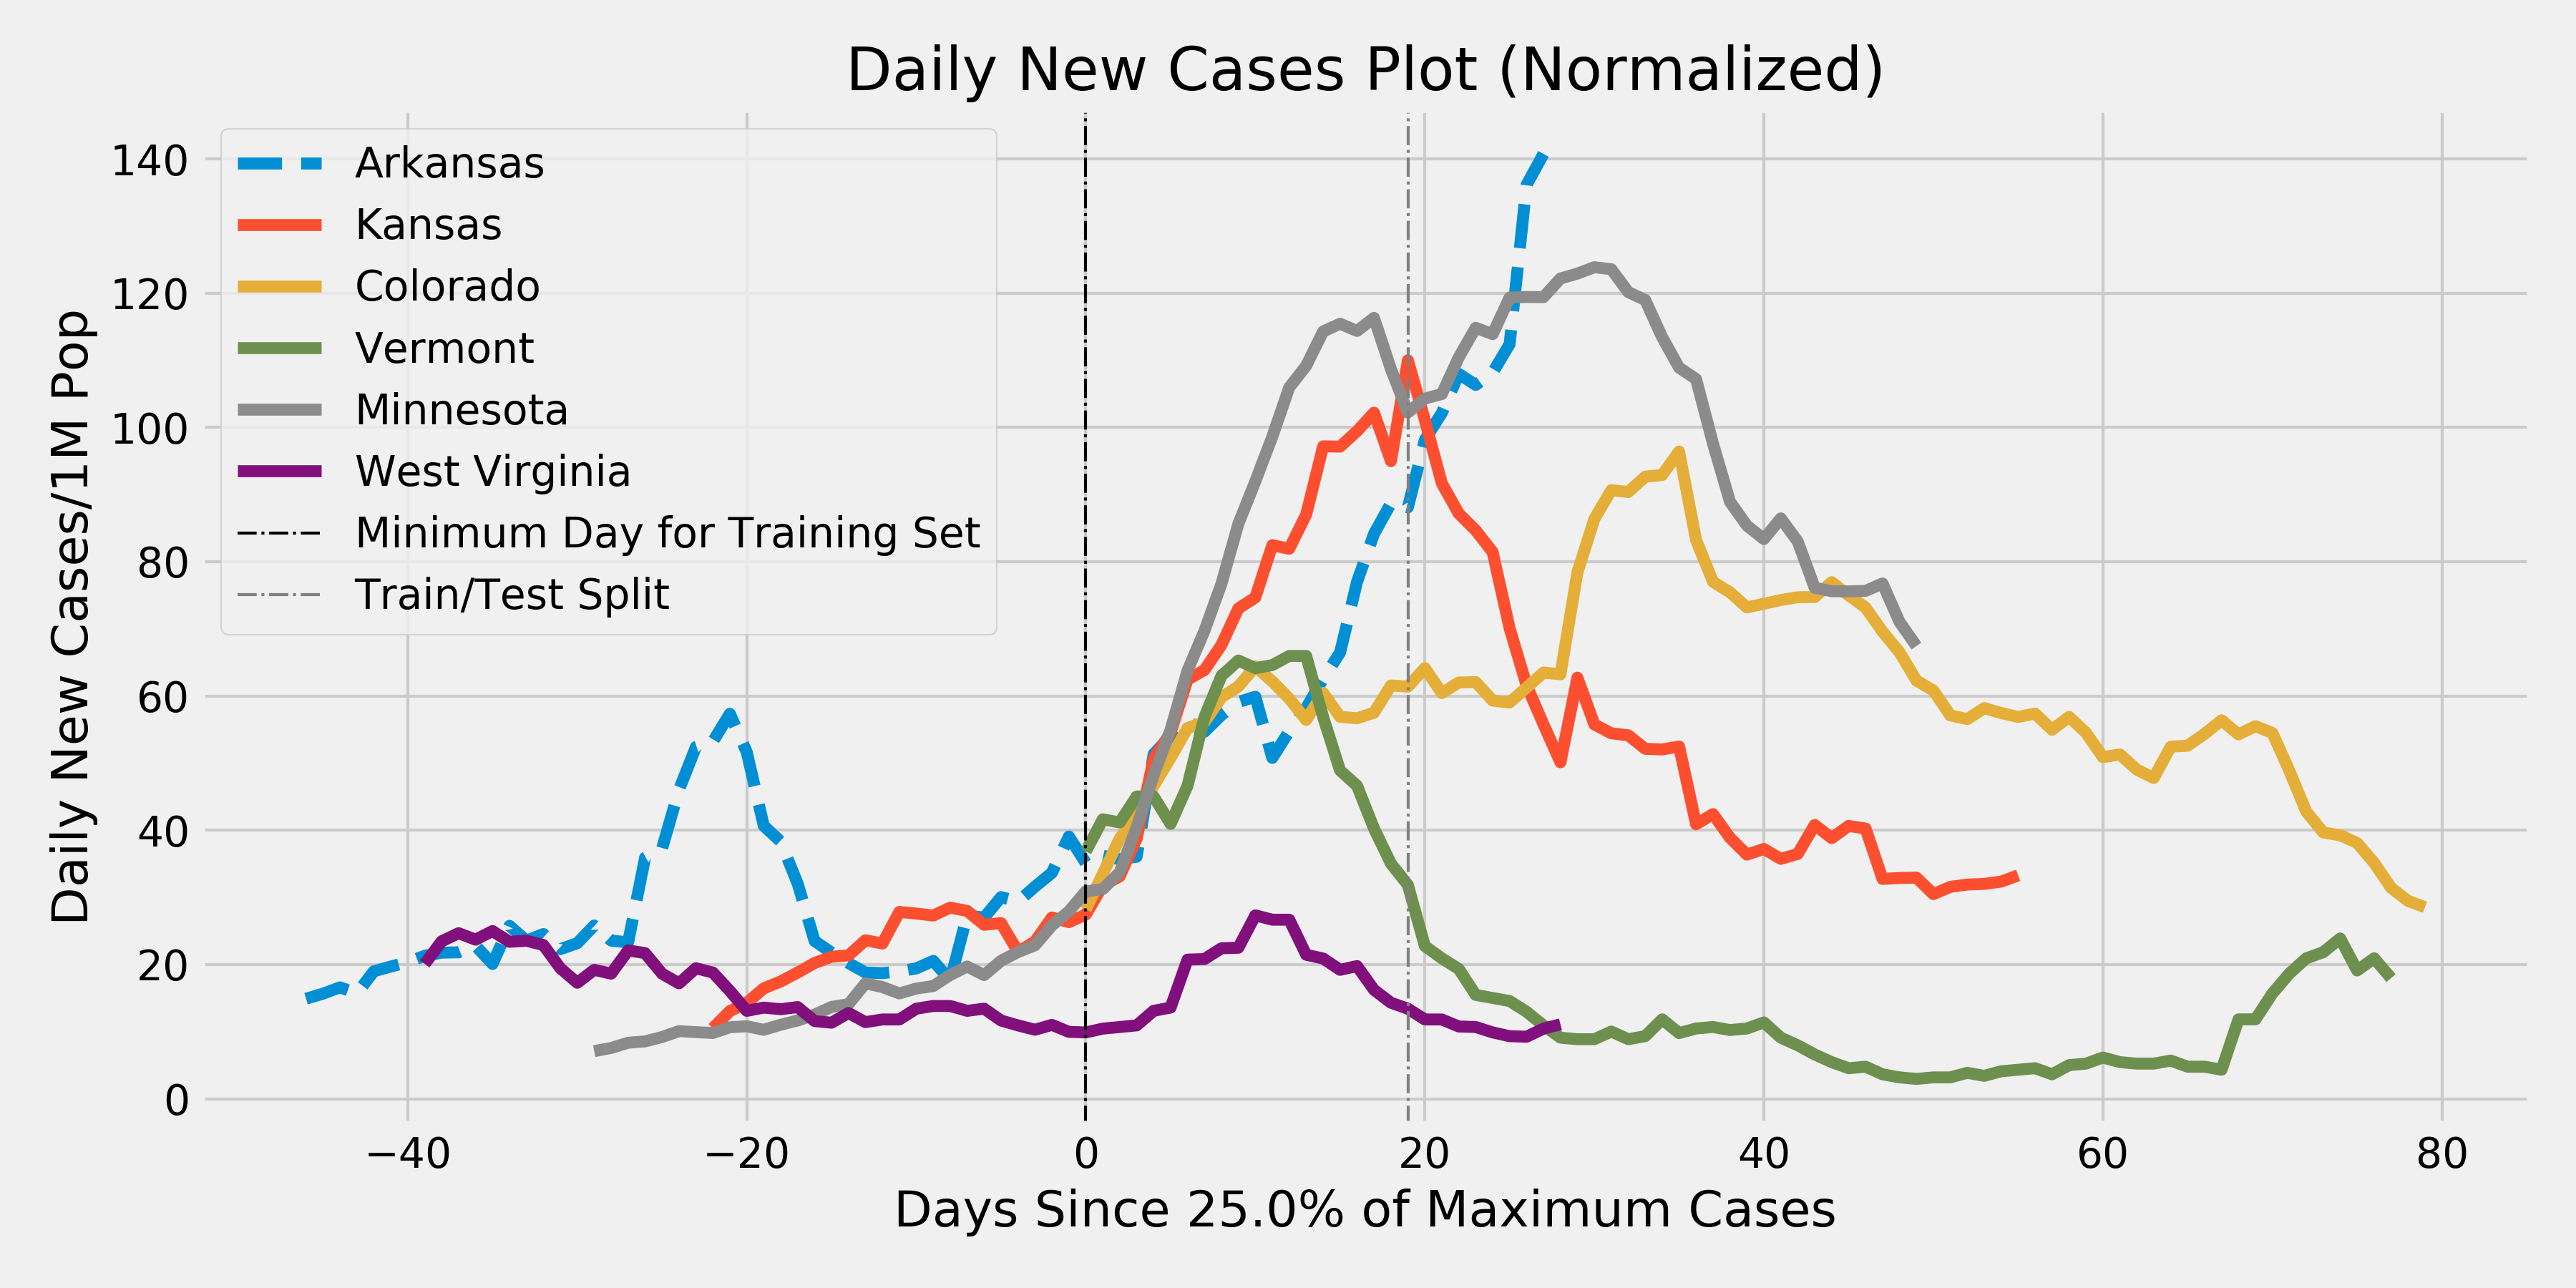 Daily New Cases Plot (Normalized)
Daily New Cases/1M Pop
140
120
100
80
60
40
20
0
Arkansas
Kansas
Colorado
Vermont
Minnesota
West Virginia
Minimum Day for Training Set
Train/Test Split
−40
−20
0
20
40
60
80
Days Since 25.0% of Maximum Cases